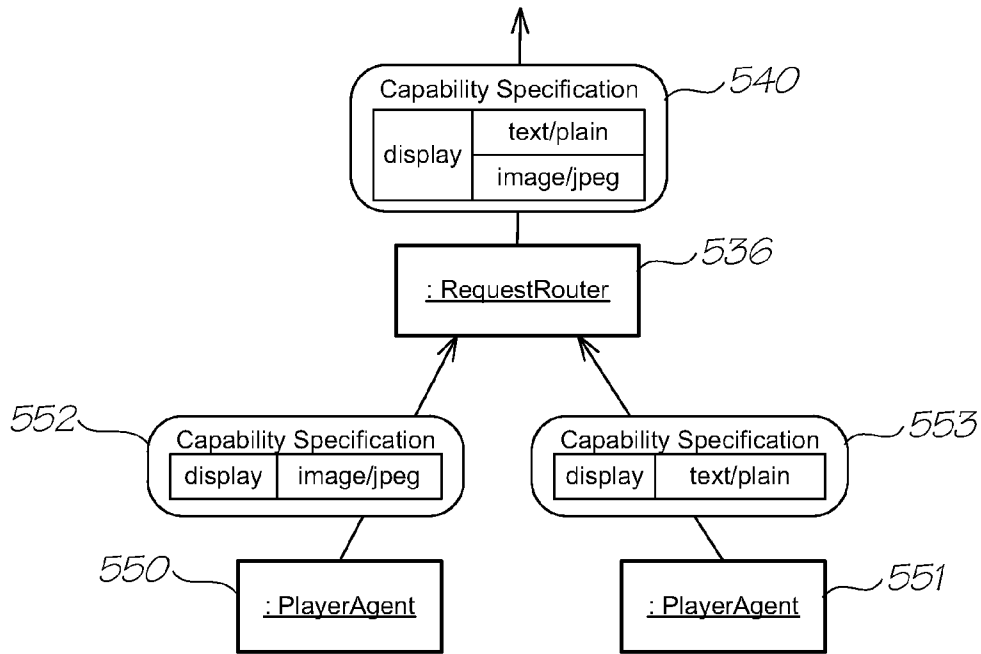 Capability Specification
540
display
text/plain
image/jpeg
536
: RequestRouter
552
Capability Specification
display image/jpeg
553
Capability Specification
display text/plain
550
: PlayerAgent
551
: PlayerAgent